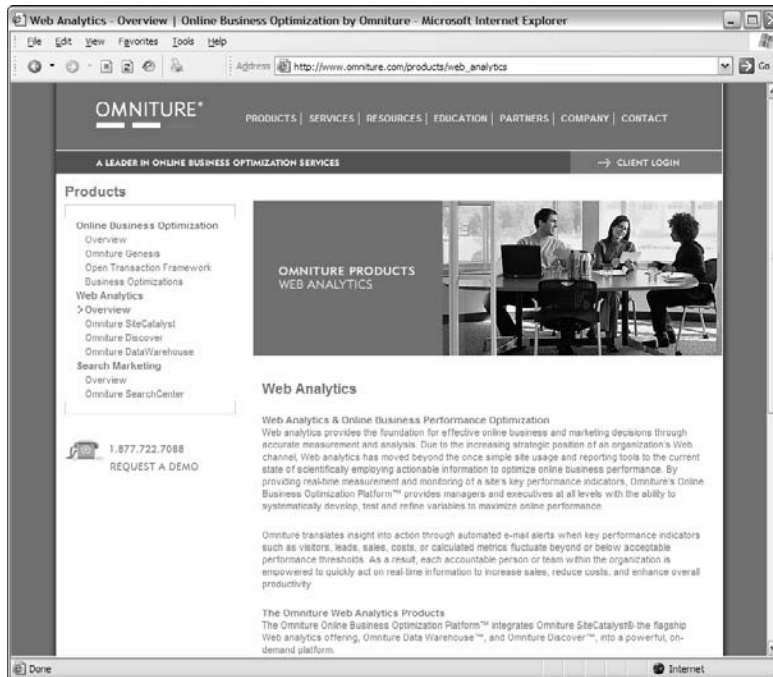 Web Analytics - Overview | Online Business Optimization by Omniture - Microsoft Internet Explorer
File Edit View Favorites Tools Help
Address http://www.omniture.com/products/web_analytics Go
OMNITURE®
PRODUCTS | SERVICES | RESOURCES | EDUCATION | PARTNERS | COMPANY | CONTACT
A LEADER IN ONLINE BUSINESS OPTIMIZATION SERVICES
CLIENT LOGIN
Products
Online Business Optimization
Overview
Omniture Genesis
Open Transaction Framework
Business Optimizations
Web Analytics
> Overview
Omniture SiteCatalyst
Omniture Discover
Omniture DataWarehouse
Search Marketing
Overview
Omniture SearchCenter
1.877.722.7088
REQUEST A DEMO
OMNITURE PRODUCTS
WEB ANALYTICS
Web Analytics
Web Analytics & Online Business Performance Optimization
Web analytics provides the foundation for effective online business and marketing decisions through
accurate measurement and analysis. Due to the increasing strategic position of an organization's Web
channel, Web analytics has moved beyond the once simple site usage and reporting tools to the current
state of scientifically employing actionable information to optimize online business performance. By
providing real-time measurement and monitoring of a site's key performance indicators, Omniture's Online
Business Optimization Platform™ provides managers and executives at all levels with the ability to
systematically develop, test and refine variables to maximize online performance.
Omniture translates insight into action through automated e-mail alerts when key performance indicators
such as visitors, leads, sales, costs, or calculated metrics fluctuate beyond or below acceptable
performance thresholds. As a result, each accountable person or team within the organization is
empowered to quickly act on real-time information to increase sales, reduce costs, and enhance overall
productivity.
The Omniture Web Analytics Products
The Omniture Online Business Optimization Platform™ integrates Omniture SiteCatalyst®-the flagship
Web analytics offering, Omniture Data Warehouse™, and Omniture Discover™, into a powerful, on-
demand platform.
Done
Internet